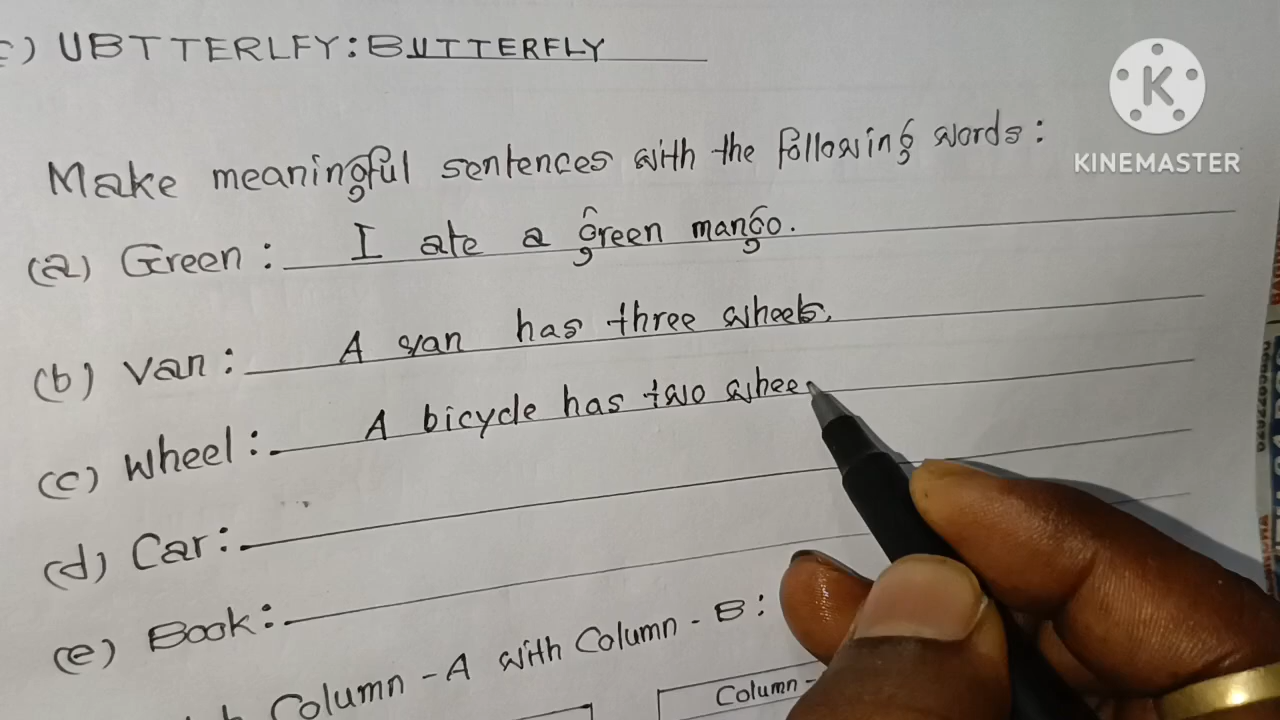 c) UBTTERLFY: BUTTERFLY
KINEMASTER
Make meaningful sentences with the following words:
(a) Green: I ate a green mango.
(b) Van: A van has three wheels.
(c) Wheel: A bicycle has two whee
(d) Car:
(e) Book:
Column - A with Column - B:
Column -